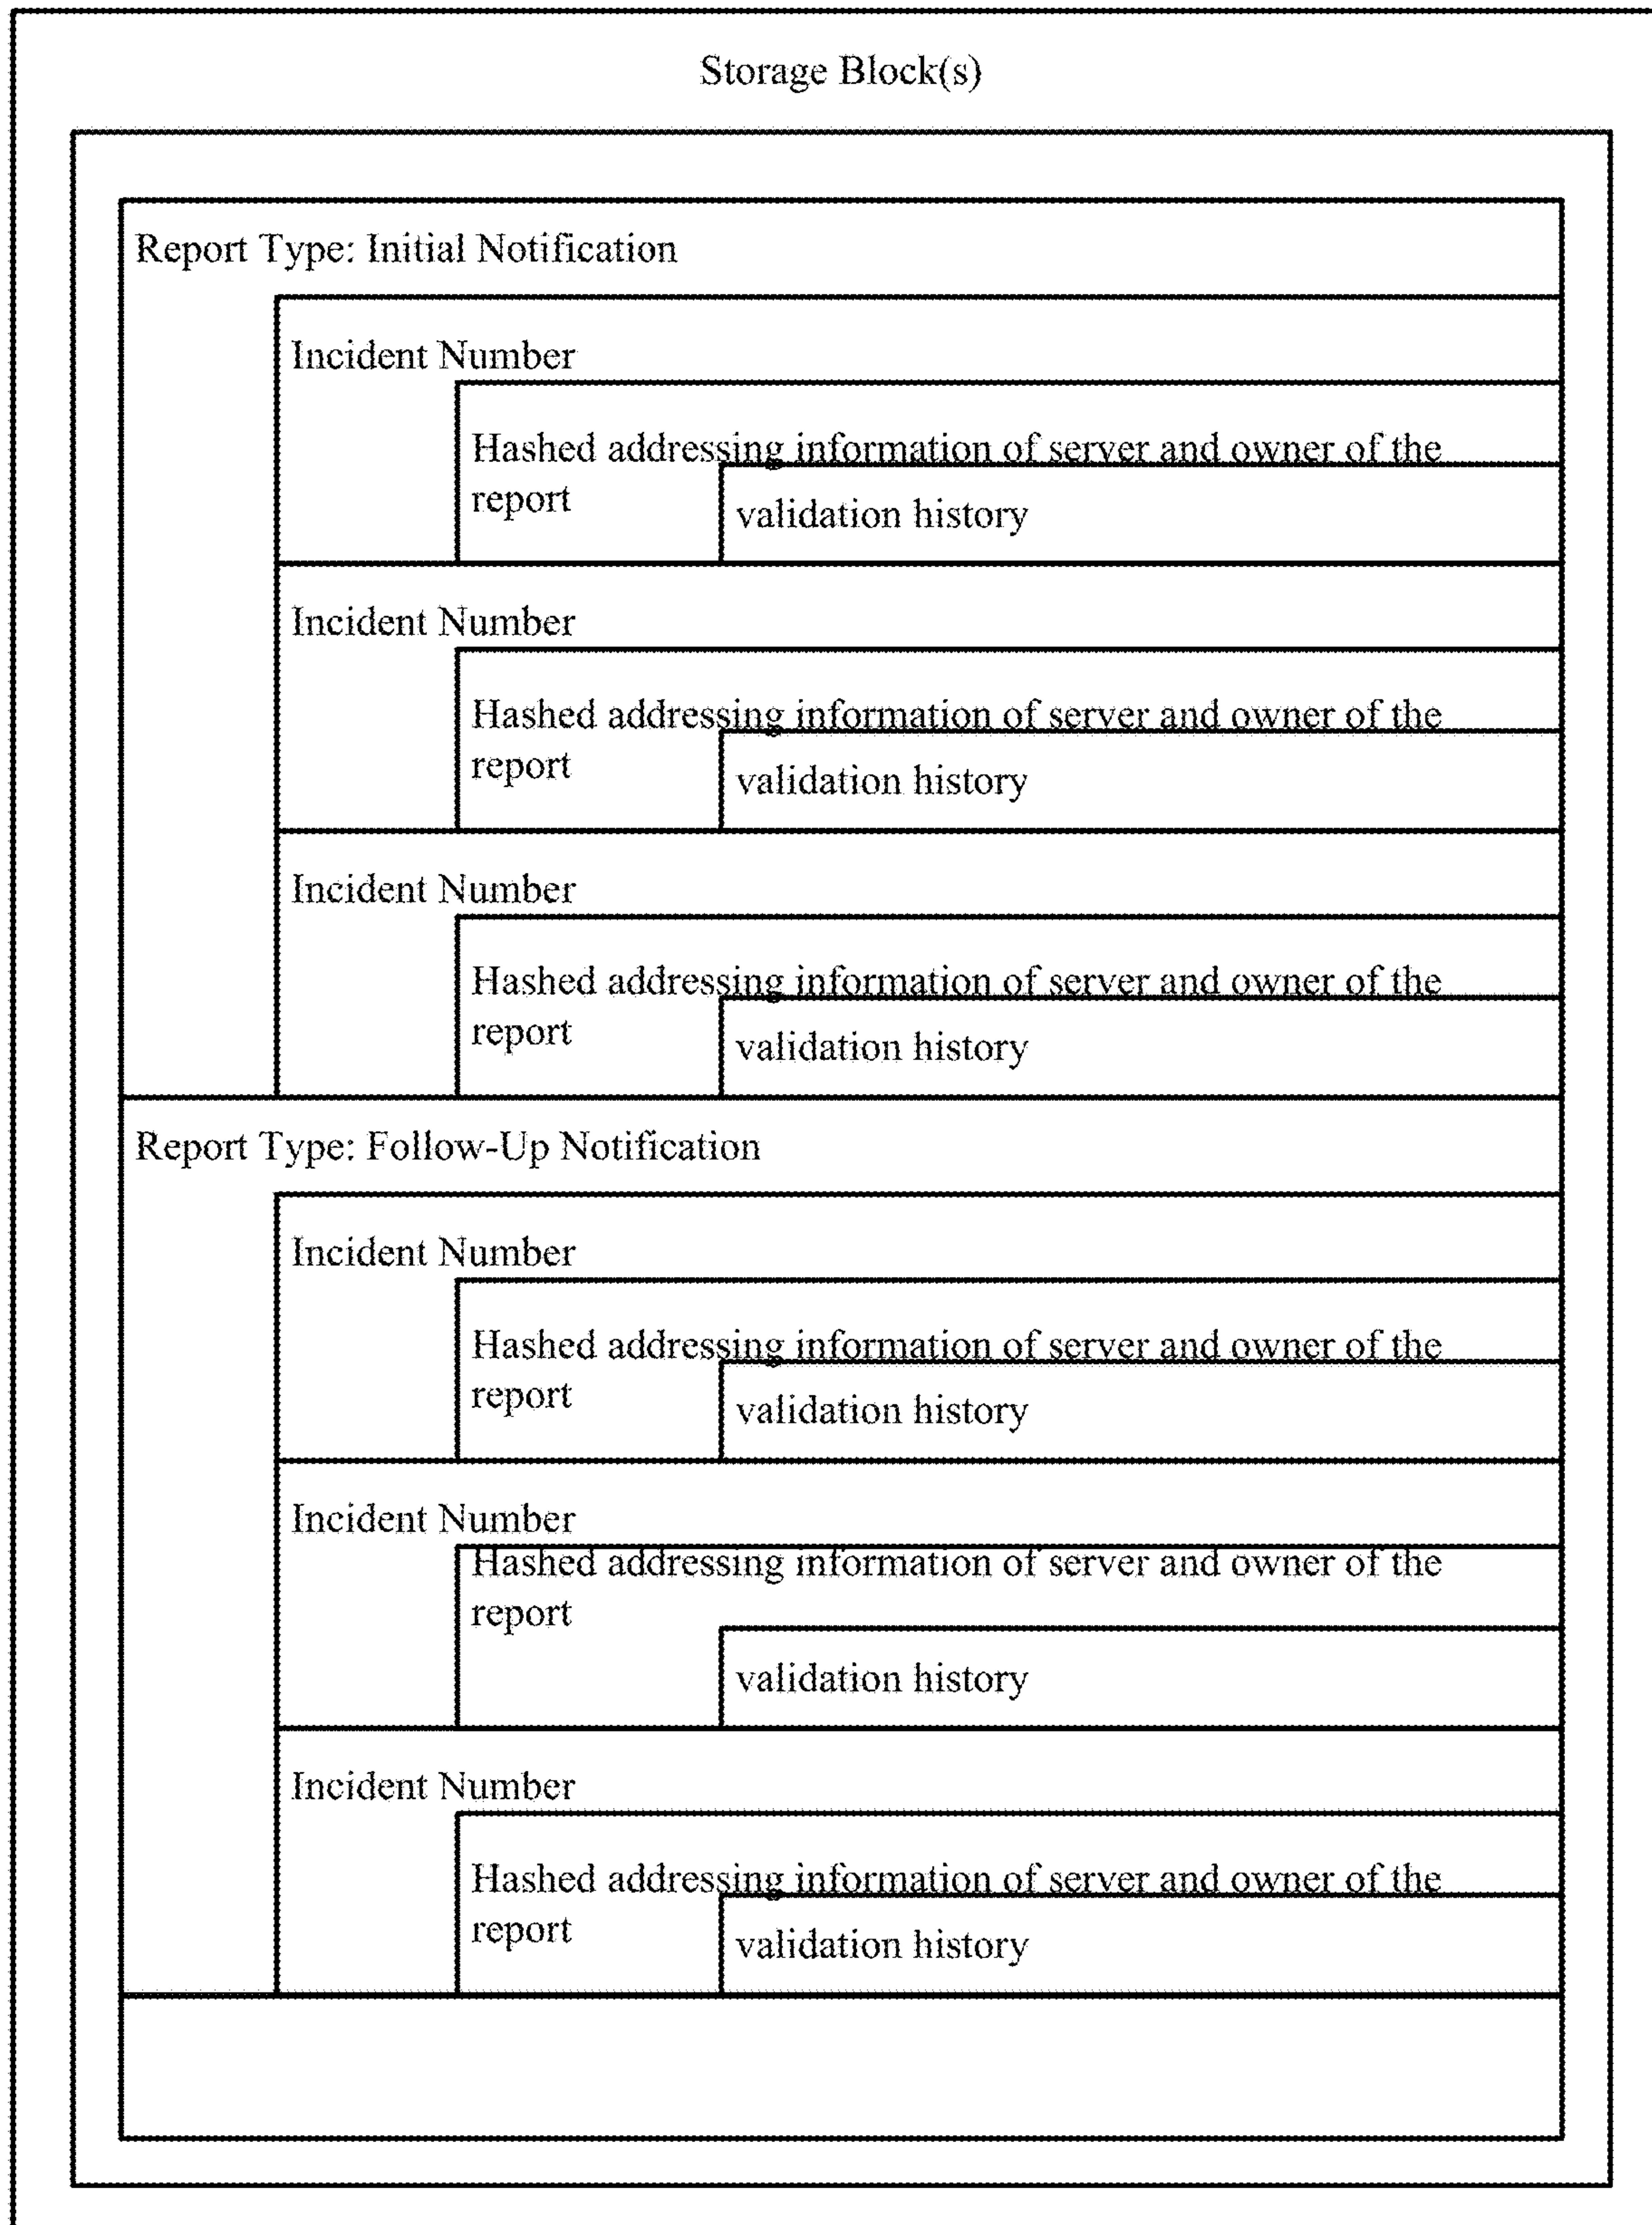 Storage Block(s)
Report Type: Initial Notification
Incident Number
Hashed addressing information of server and owner of the
report
validation history
Incident Number
Hashed addressing information of server and owner of the
report
validation history
Incident Number
Hashed addressing information of server and owner of the
report
validation history
Report Type: Follow-Up Notification
Incident Number
Hashed addressing information of server and owner of the
report
validation history
Incident Number
Hashed addressing information of server and owner of the
report
validation history
Incident Number
Hashed addressing information of server and owner of the
report
validation history